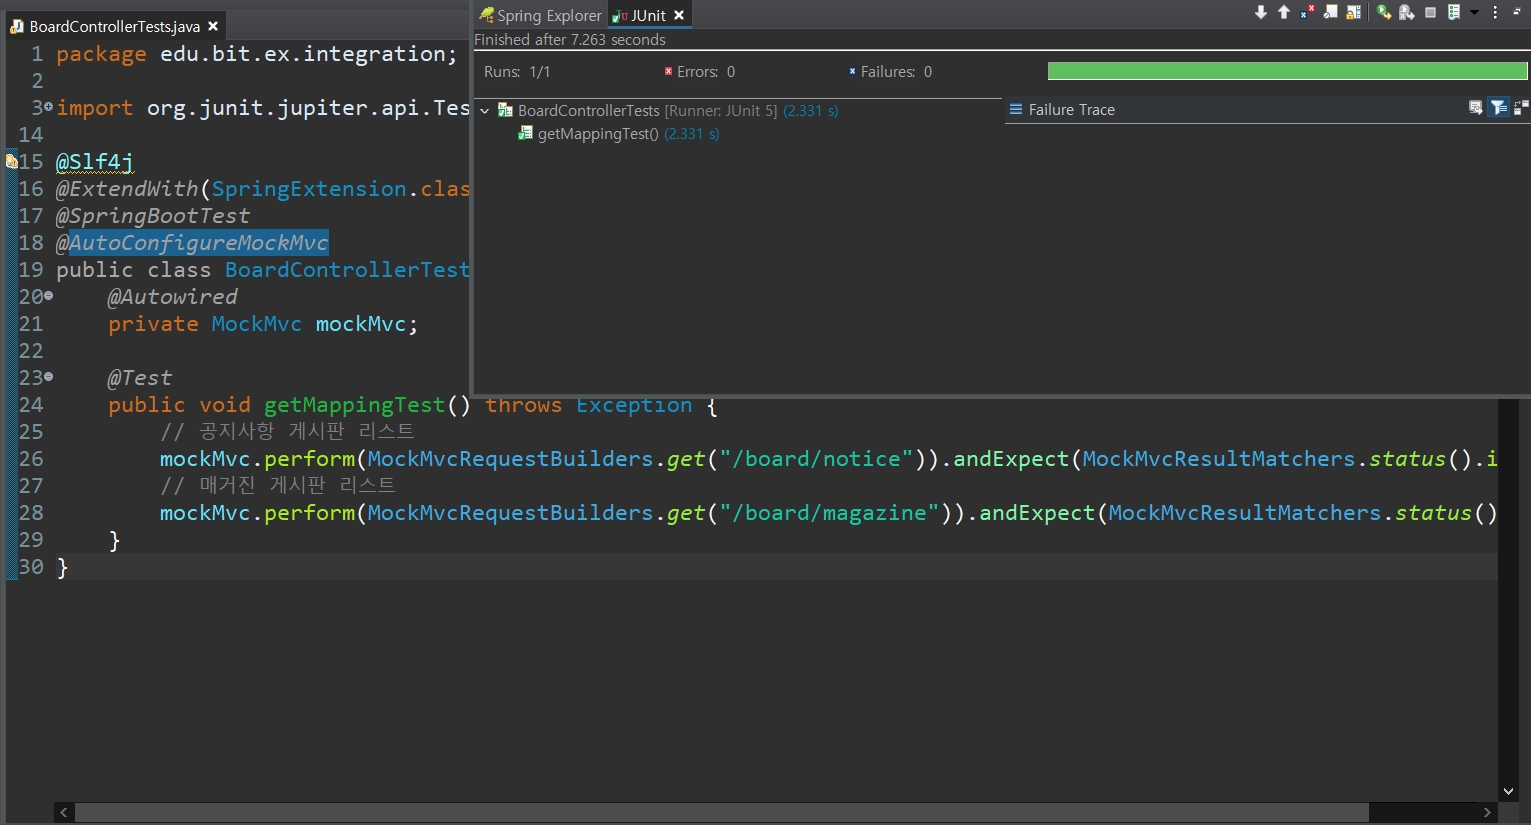 BoardControllerTests.java
Spring Explorer
JUnit
Finished after 7.263 seconds
Runs: 1/1
Errors: 0
Failures: 0
BoardControllerTests [Runner: JUnit 5] (2.331 s)
getMappingTest() (2.331 s)
Failure Trace
1 package edu.bit.ex.integration;
2
3 import org.junit.jupiter.api.Tes
14
15 @Slf4j
16 @ExtendWith(SpringExtension.clas
17 @SpringBootTest
18 @AutoConfigureMockMvc
19 public class BoardControllerTest
20 @Autowired
21 private MockMvc mockMvc;
22
23 @Test
24 public void getMappingTest() throws Exception {
25 // 공지사항 게시판 리스트
26 mockMvc.perform(MockMvcRequestBuilders.get("/board/notice")).andExpect(MockMvcResultMatchers.status().i
27 // 매거진 게시판 리스트
28 mockMvc.perform(MockMvcRequestBuilders.get("/board/magazine")).andExpect(MockMvcResultMatchers.status()
29 }
30 }